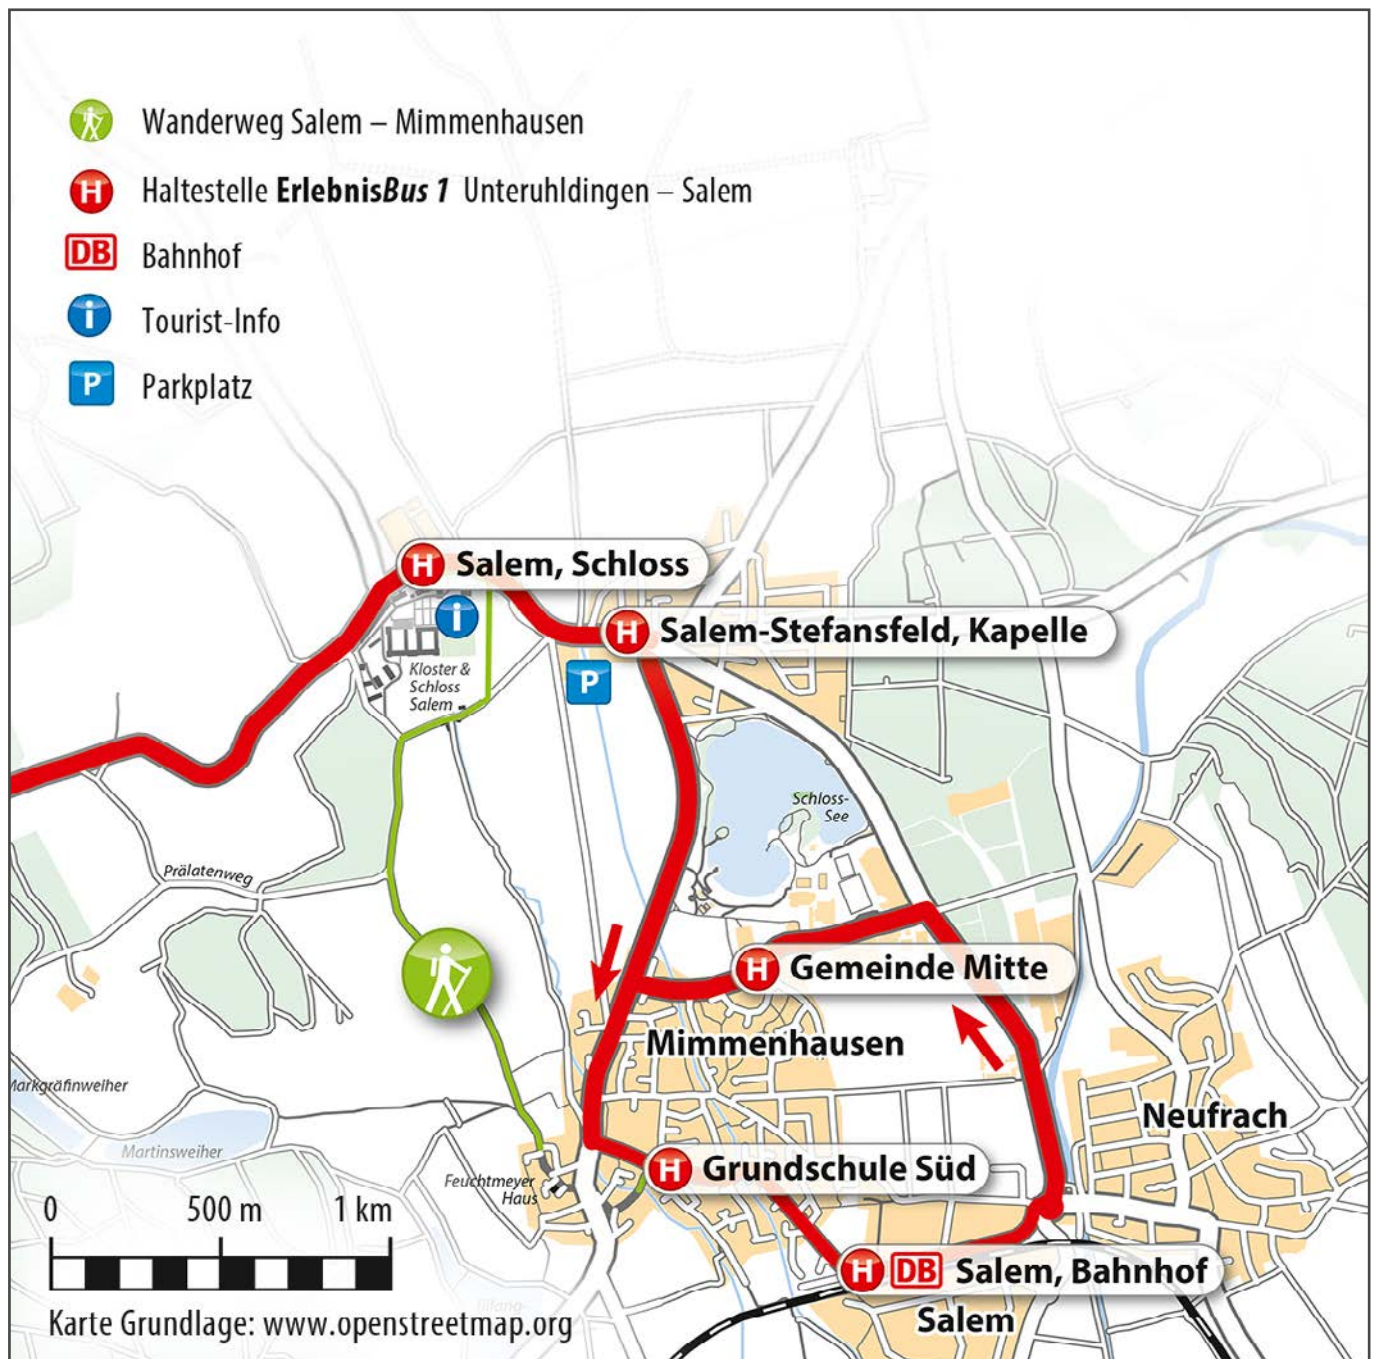 Wanderweg Salem – Mimmenhausen
H Haltestelle ErlebnisBus 1 Unteruhldingen – Salem
DB Bahnhof
i Tourist-Info
P Parkplatz
H Salem, Schloss
i
H Salem-Stefansfeld, Kapelle
Kloster &
Schloss
Salem
P
Schloss-
See
Prälatenweg
H Gemeinde Mitte
Mimmenhausen
Markgräfinweiher
Neufrach
Martinsweiher
H Grundschule Süd
Feuchtmeyer
Haus
0 500 m 1 km
H DB Salem, Bahnhof
Salem
Karte Grundlage: www.openstreetmap.org